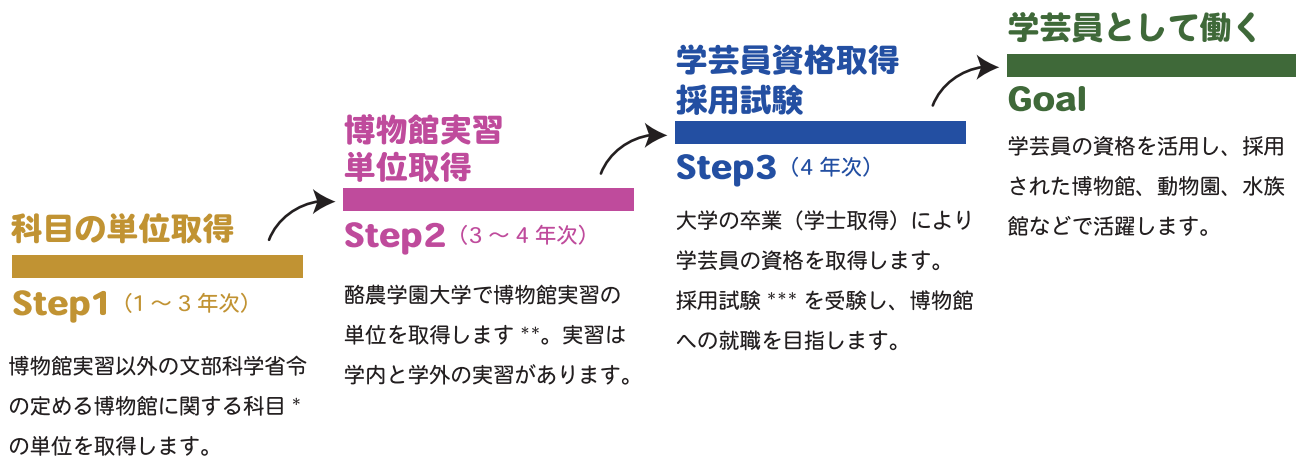 科目の単位取得
Step1（1 〜 3 年次）
博物館実習以外の文部科学省令
の定める博物館に関する科目 *
の単位を取得します。
博物館実習
単位取得
Step2（3 〜 4 年次）
酪農学園大学で博物館実習の
単位を取得します **。実習は
学内と学外の実習があります。
学芸員資格取得
採用試験
Step3（4 年次）
大学の卒業（学士取得）により
学芸員の資格を取得します。
採用試験 *** を受験し、博物館
への就職を目指します。
学芸員として働く
Goal
学芸員の資格を活用し、採用
された博物館、動物園、水族
館などで活躍します。